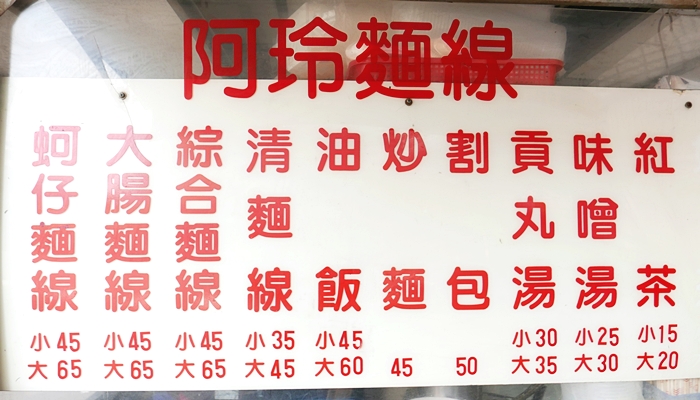 阿玲麵線
蚵仔麵線
小45
大65
大腸麵線
小45
大65
綜合麵線
小45
大65
清麵線
小35
大45
油飯
小45
大60
炒麵
45
割包
50
貢丸湯
小30
大35
味噌湯
小25
大30
紅茶
小15
大20